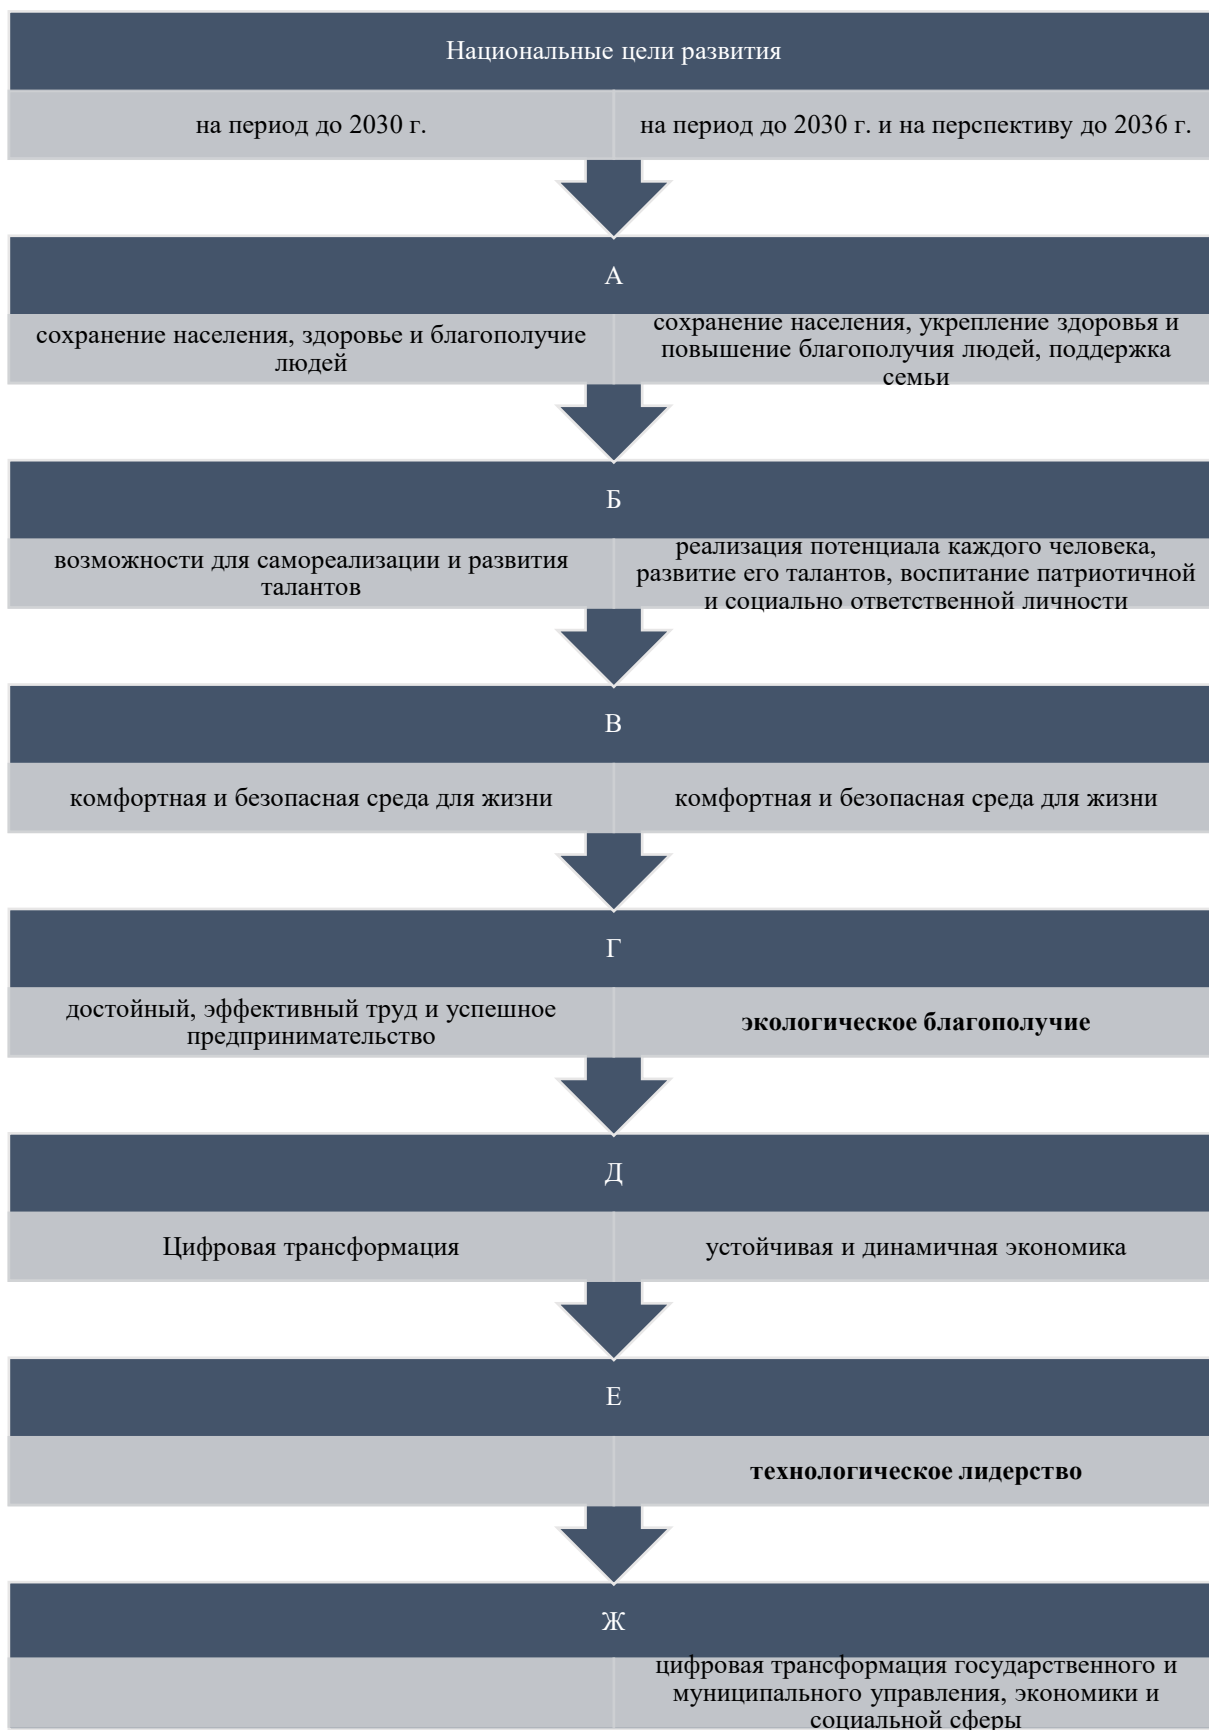 Национальные цели развития
на период до 2030 г.
на период до 2030 г. и на перспективу до 2036 г.
А
сохранение населения, здоровье и благополучие
людей
сохранение населения, укрепление здоровья и
повышение благополучия людей, поддержка
семьи
Б
возможности для самореализации и развития
талантов
реализация потенциала каждого человека,
развитие его талантов, воспитание патриотичной
и социально ответственной личности
В
комфортная и безопасная среда для жизни
комфортная и безопасная среда для жизни
Г
достойный, эффективный труд и успешное
предпринимательство
экологическое благополучие
Д
Цифровая трансформация
устойчивая и динамичная экономика
Е
технологическое лидерство
Ж
цифровая трансформация государственного и
муниципального управления, экономики и
социальной сферы